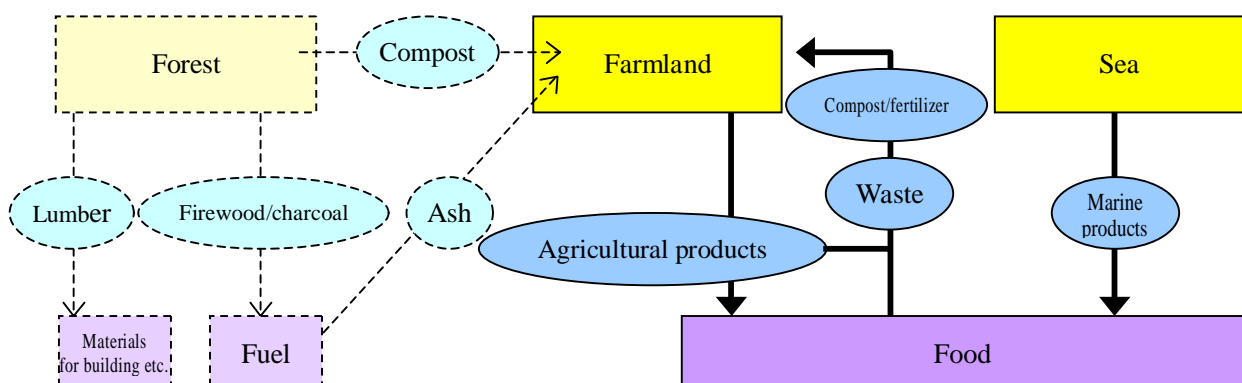 Forest
Compost
Farmland
Sea
Compost/fertilizer
Lumber
Firewood/charcoal
Ash
Waste
Marine
products
Agricultural products
Materials
for building etc.
Fuel
Food